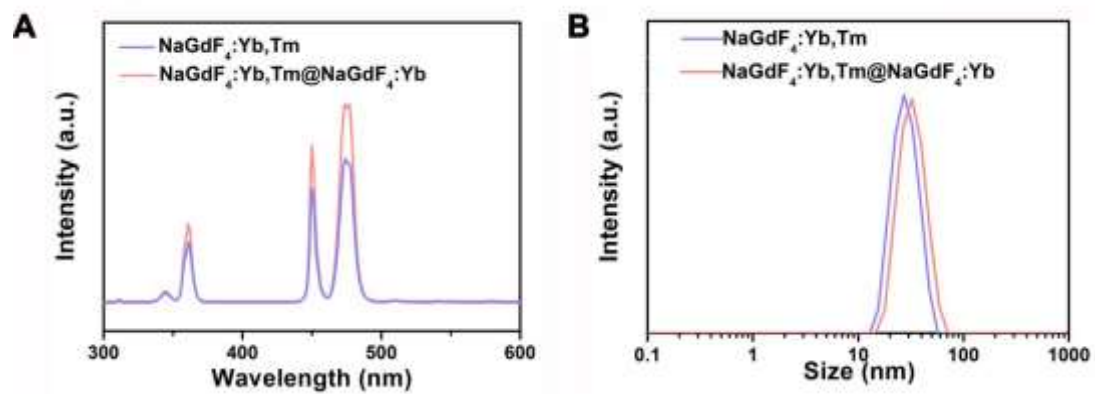 A
NaGdF4:Yb,Tm
NaGdF4:Yb,Tm@NaGdF4:Yb
Intensity (a.u.)
300 400 500 600
Wavelength (nm)
B
NaGdF4:Yb,Tm
NaGdF4:Yb,Tm@NaGdF4:Yb
Intensity (a.u.)
0.1 1 10 100 1000
Size (nm)